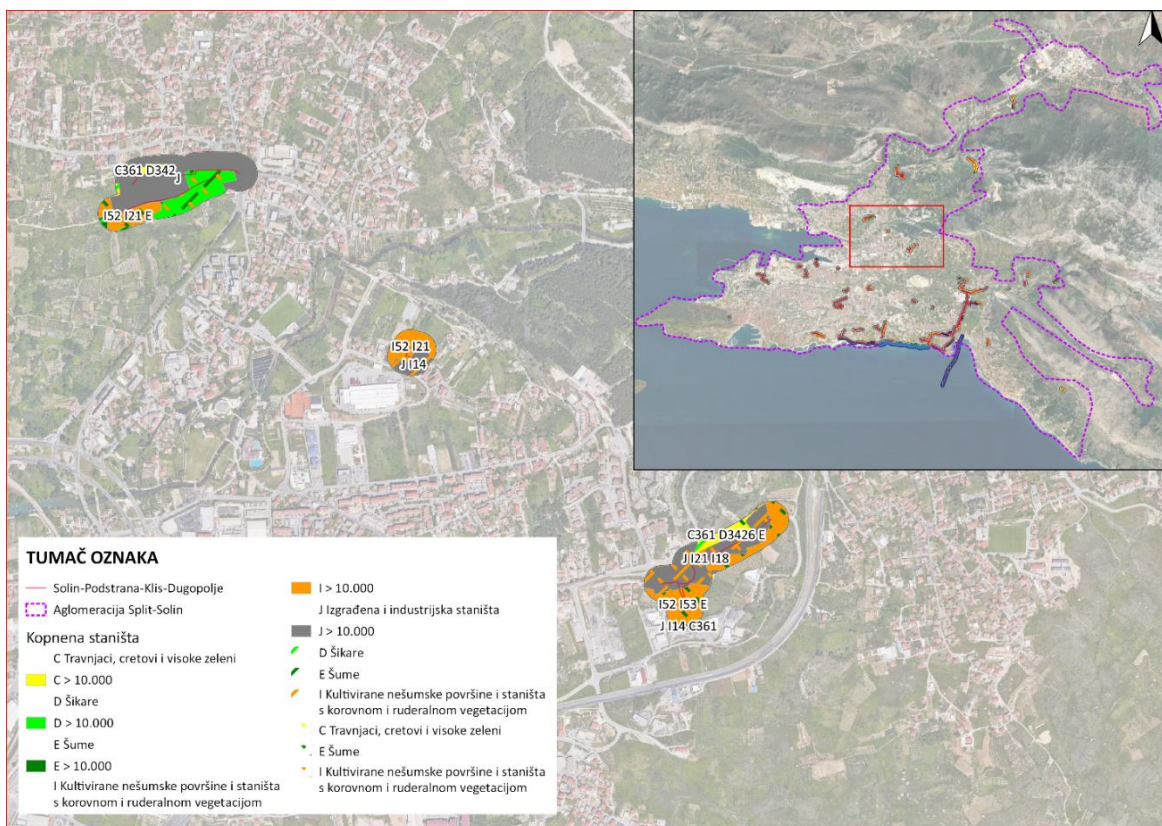 C361 D342
J
I52 I21 E
I52 I21
J I14
C361 D3426 E
J I21 I18
I52 I53 E
J I14 C361
TUMAČ OZNAKA
Solin-Podstrana-Klis-Dugopolje
Aglomeracija Split-Solin
Kopnena staništa
C Travnjaci, cretovi i visoke zeleni
C > 10.000
D Šikare
D > 10.000
E Šume
E > 10.000
I Kultivirane nešumske površine i staništa
s korovnom i ruderalnom vegetacijom
I > 10.000
J Izgrađena i industrijska staništa
J > 10.000
D Šikare
E Šume
I Kultivirane nešumske površine i staništa
s korovnom i ruderalnom vegetacijom
C Travnjaci, cretovi i visoke zeleni
E Šume
I Kultivirane nešumske površine i staništa
s korovnom i ruderalnom vegetacijom